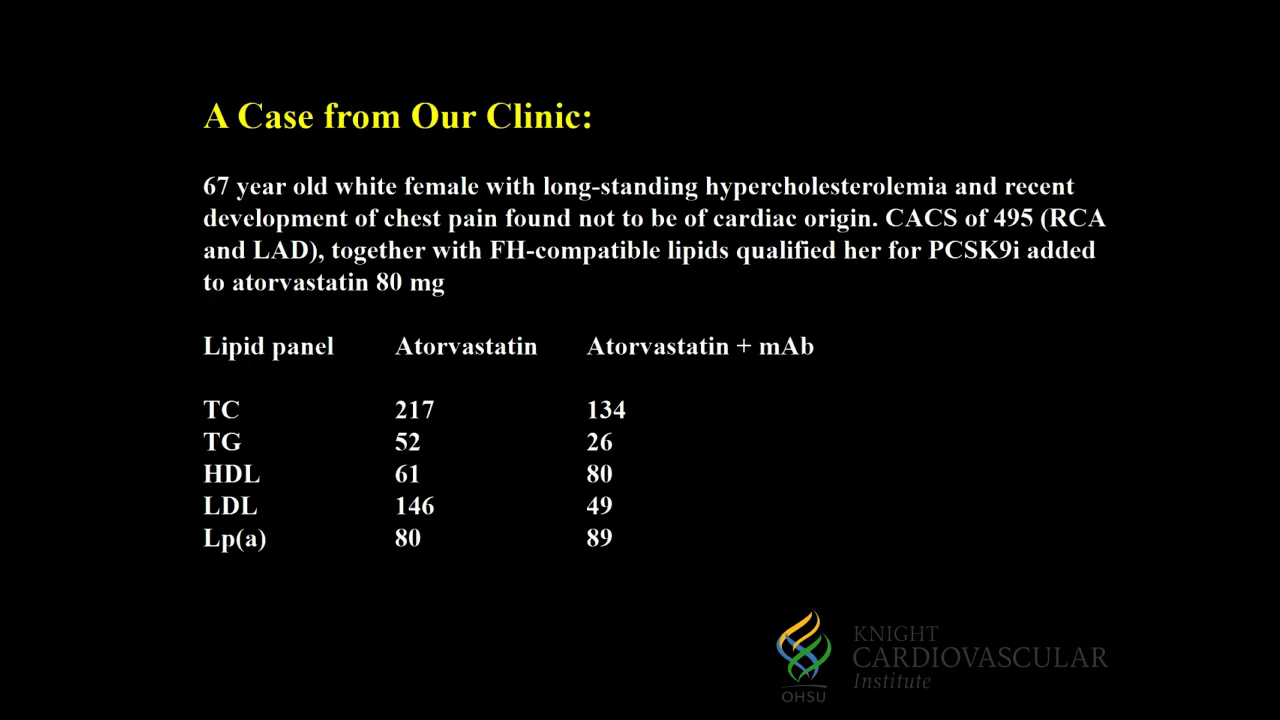 A Case from Our Clinic:
67 year old white female with long-standing hypercholesterolemia and recent
development of chest pain found not to be of cardiac origin. CACS of 495 (RCA
and LAD), together with FH-compatible lipids qualified her for PCSK9i added
to atorvastatin 80 mg
Lipid panel Atorvastatin Atorvastatin + mAb
TC 217 134
TG 52 26
HDL 61 80
LDL 146 49
Lp(a) 80 89
KNIGHT
CARDIOVASCULAR
Institute
OHSU